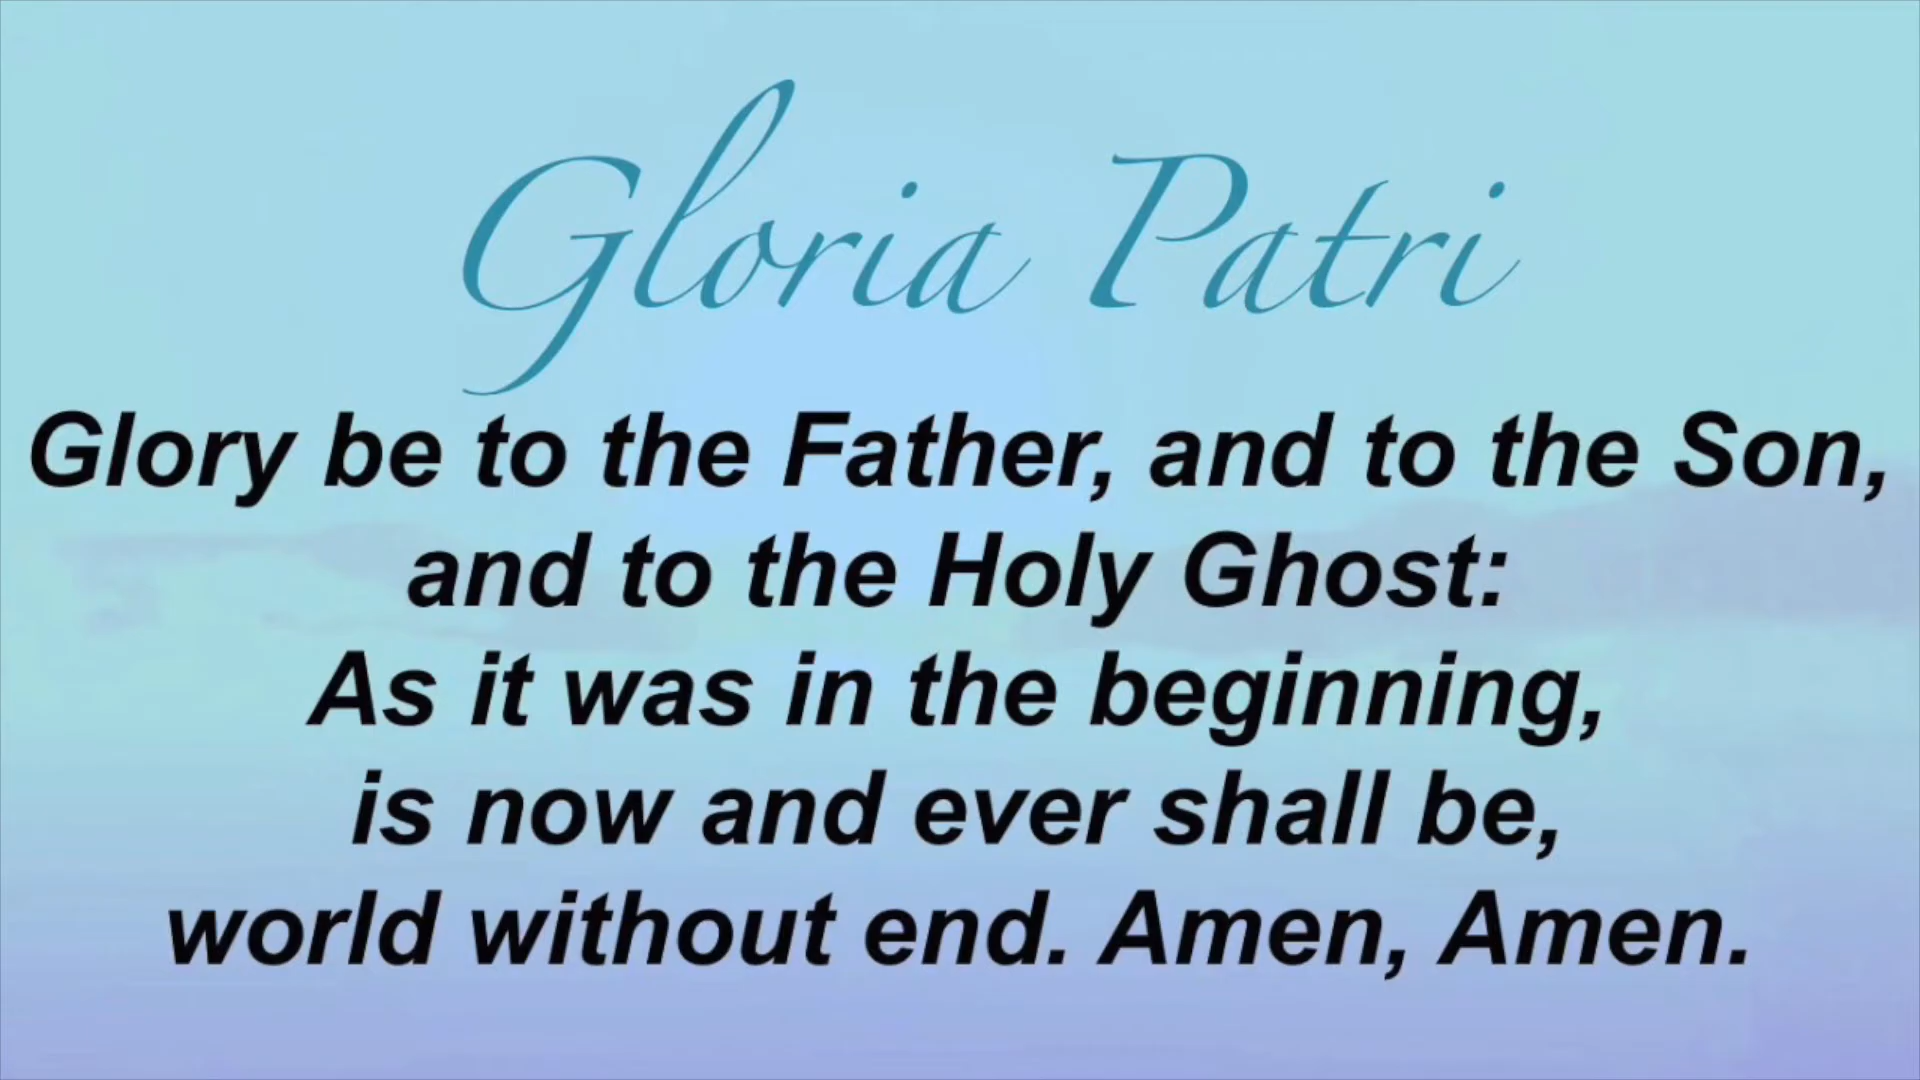 Gloria Patri
Glory be to the Father, and to the Son,
and to the Holy Ghost:
As it was in the beginning,
is now and ever shall be,
world without end. Amen, Amen.